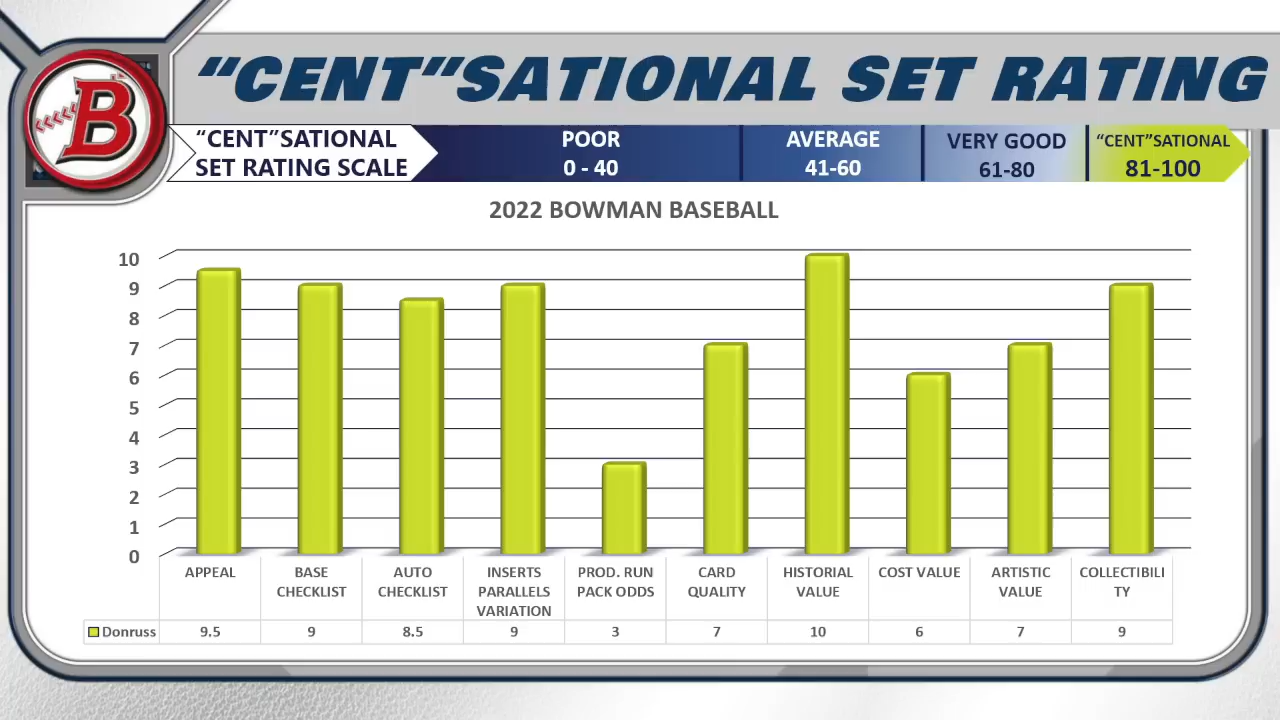 “CENT”SATIONAL SET RATING
“CENT”SATIONAL
SET RATING SCALE
POOR
0 - 40
AVERAGE
41-60
VERY GOOD
61-80
“CENT”SATIONAL
81-100
B
2022 BOWMAN BASEBALL
10
9
8
7
6
5
4
3
2
1
0
APPEAL
BASE
CHECKLIST
AUTO
CHECKLIST
INSERTS
PARALLELS
VARIATION
PROD. RUN
PACK ODDS
CARD
QUALITY
HISTORIAL
VALUE
COST VALUE
ARTISTIC
VALUE
COLLECTIBILI
TY
Donruss 9.5 9 8.5 9 3 7 10 6 7 9